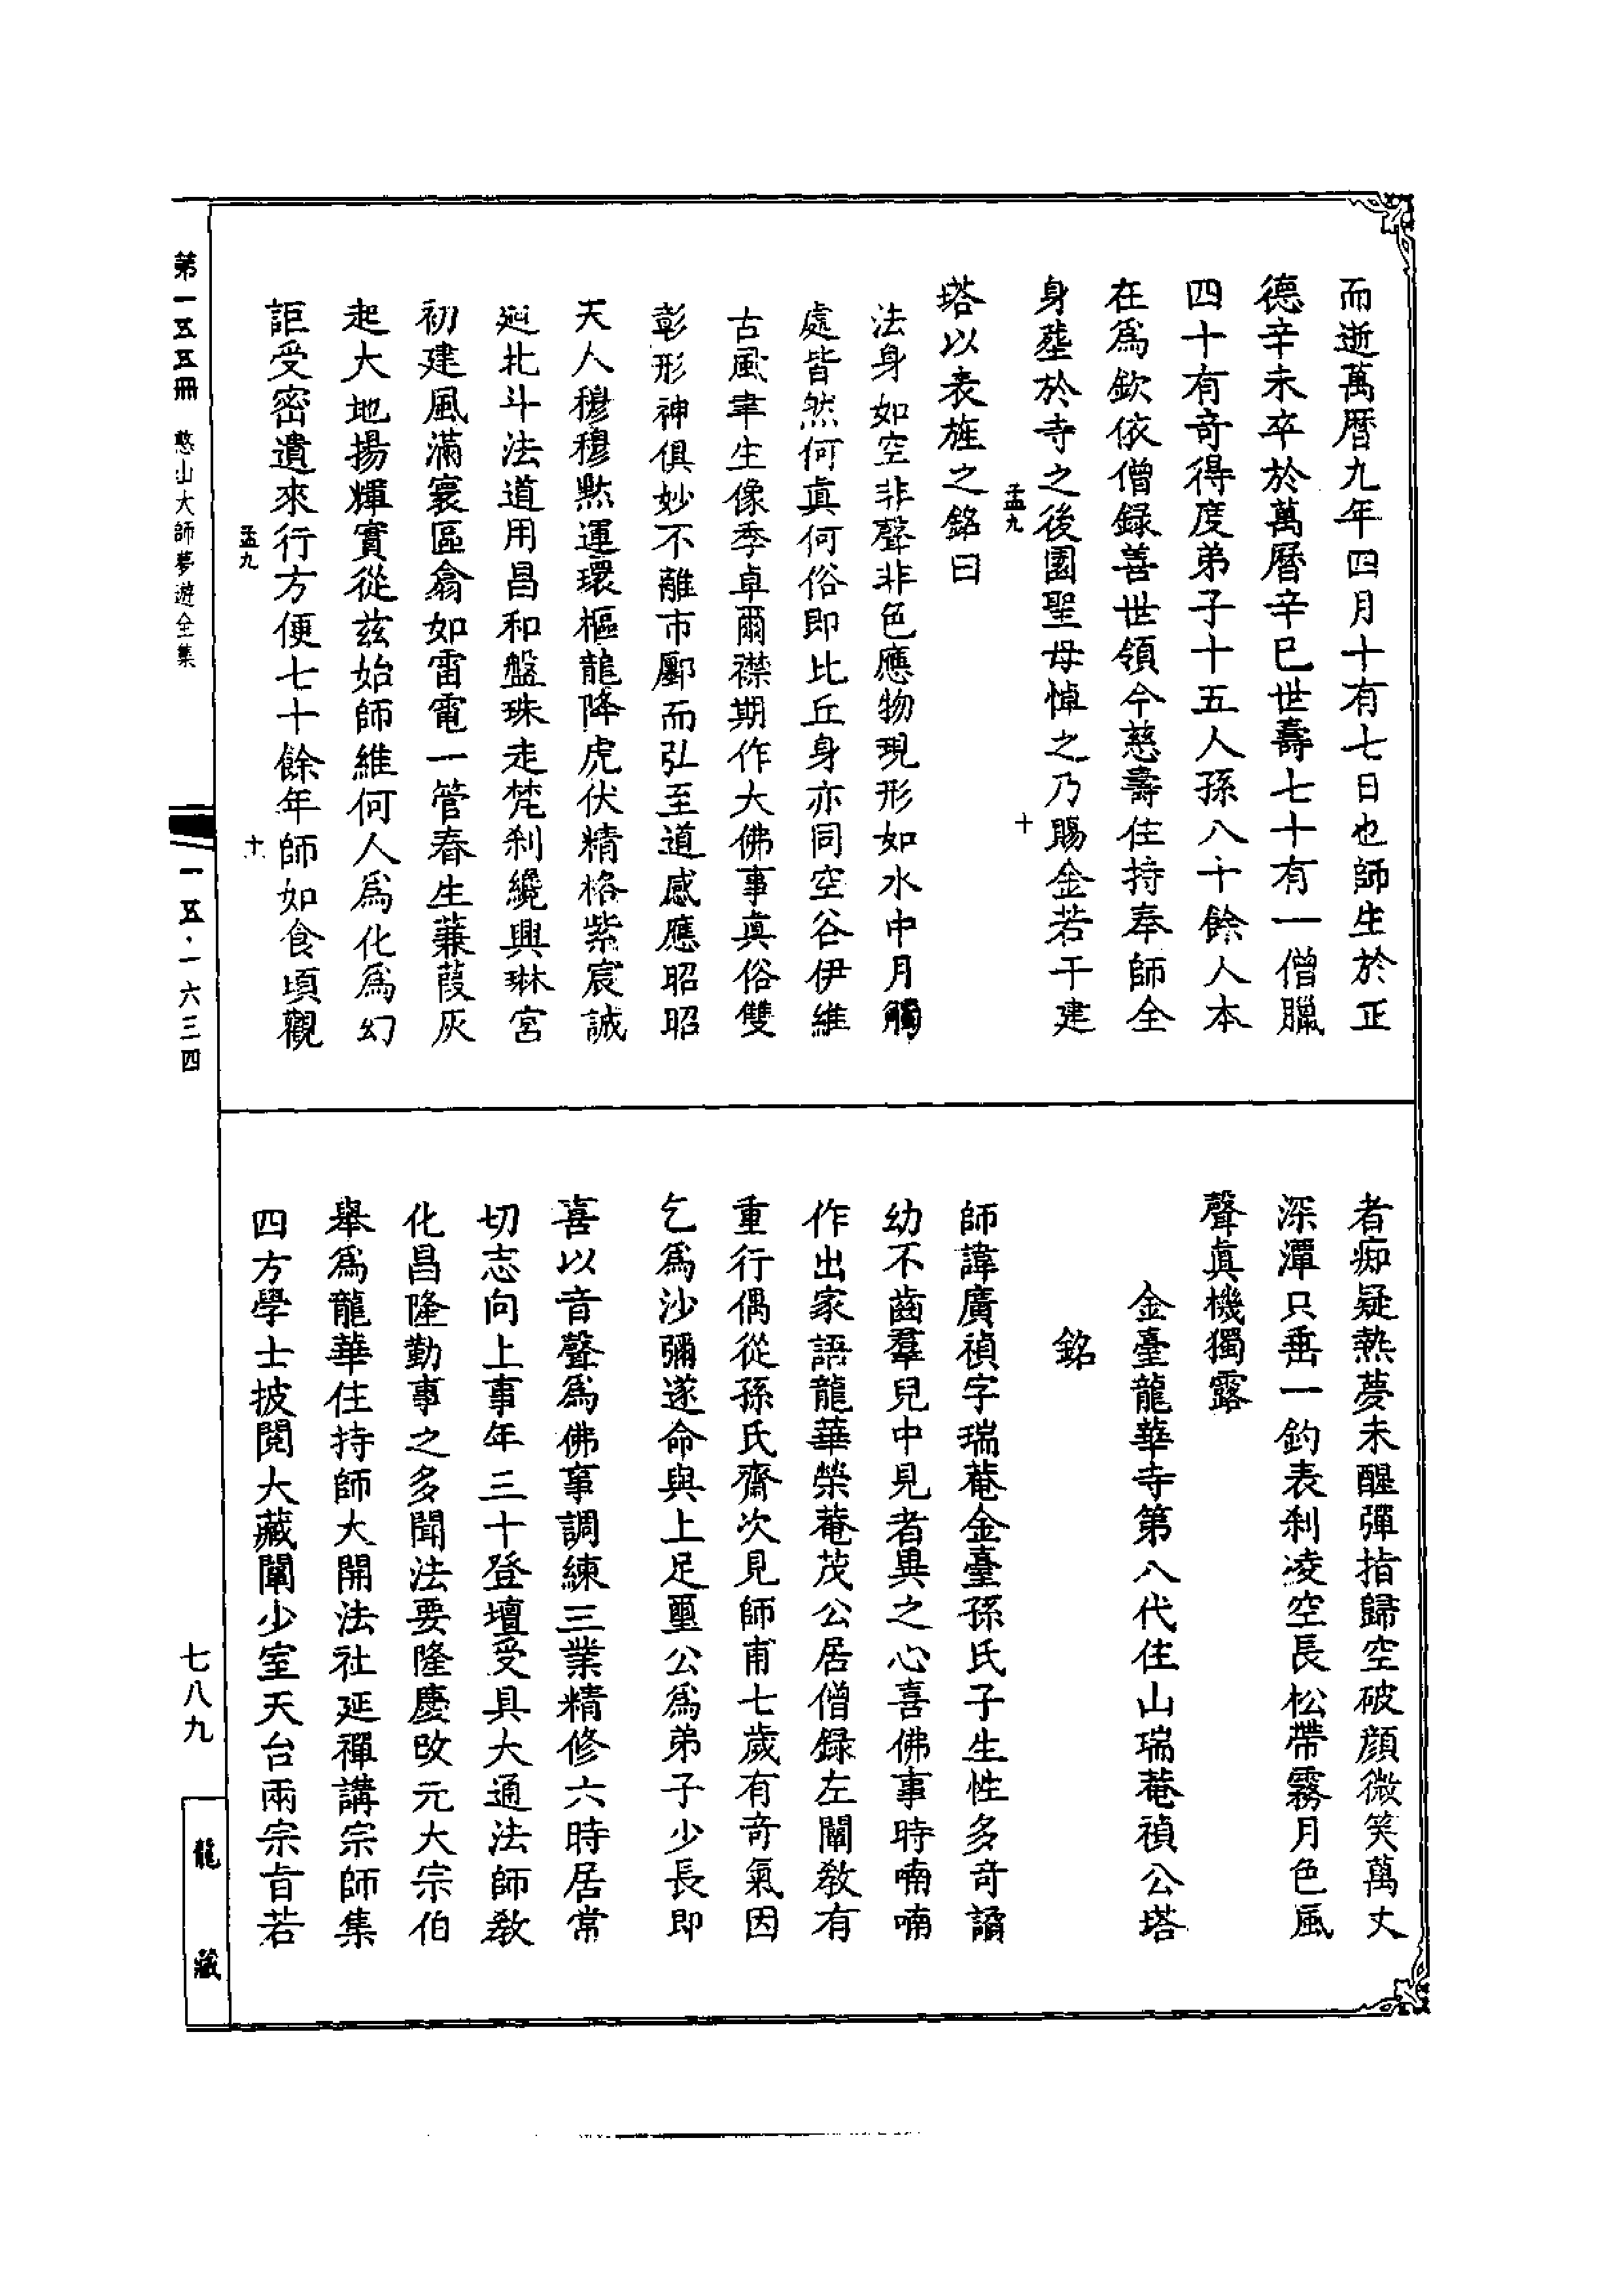 而逝萬曆九年四月十有七日也師生於正
德辛未卒於萬曆辛巳世壽七十有一僧臘
四十有奇得度弟子十五人孫八十餘人本
在爲欽依僧録善世領今慈壽住持奉師全
身塟於寺之後園聖母悼之乃賜金若干建
孟九
十
塔以表旌之銘曰
法身如空非聲非色應物現形如水中月觸
處皆然何真何俗即比丘身亦同空谷伊維
古風聿生像季卓爾襟期作大佛事真俗雙
彰形神俱妙不離市廛而弘至道感應昭昭
天人穆穆黙運環樞龍降虎伏精格紫宸誠
廻北斗法道用昌和盤珠走梵刹纔興琳宮
初建風滿寰區翕如雷電一管春生蒹葭灰
起大地揚輝實從兹始師維何人爲化爲幻
詎受密遺來行方便七十餘年師如食頃觀
孟九
十
者痴疑熱夢未醒彈指歸空破顔微笑萬丈
深潭只垂一釣表刹凌空長松帶霧月色風
聲真機獨露
金臺龍華寺第八代住山瑞菴禎公塔
銘
師諱廣禎字瑞菴金臺孫氏子生性多奇譎
幼不齒羣兒中見者異之心喜佛事時喃喃
作出家語龍華榮菴茂公居僧録左闡教有
重行偶從孫氏齋次見師甫七歲有奇氣因
乞爲沙彌遂命與上足璽公爲弟子少長即
喜以音聲爲佛事調練三業精修六時居常
切志向上事年三十登壇受具大通法師教
化昌隆勤事之多聞法要隆慶改元大宗伯
舉爲龍華住持師大開法社延禪講宗師集
四方學士披閱大藏闡少室天台兩宗旨若
第一五五冊 憨山大師夢遊全集
一五·一六三四
七八九
龍藏